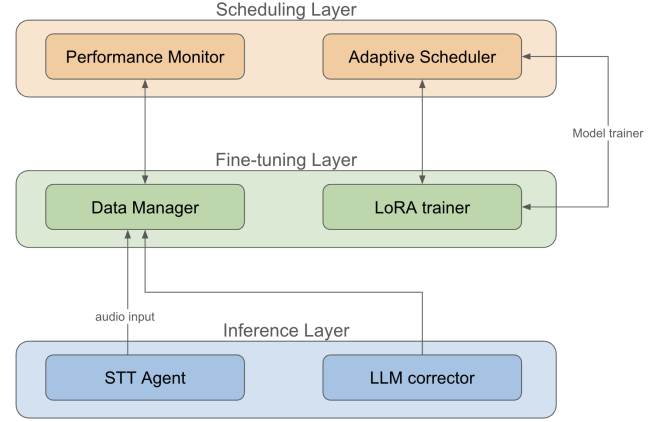 Scheduling Layer
Performance Monitor
Adaptive Scheduler
Model trainer
Fine-tuning Layer
Data Manager
LoRA trainer
audio input
Inference Layer
STT Agent
LLM corrector